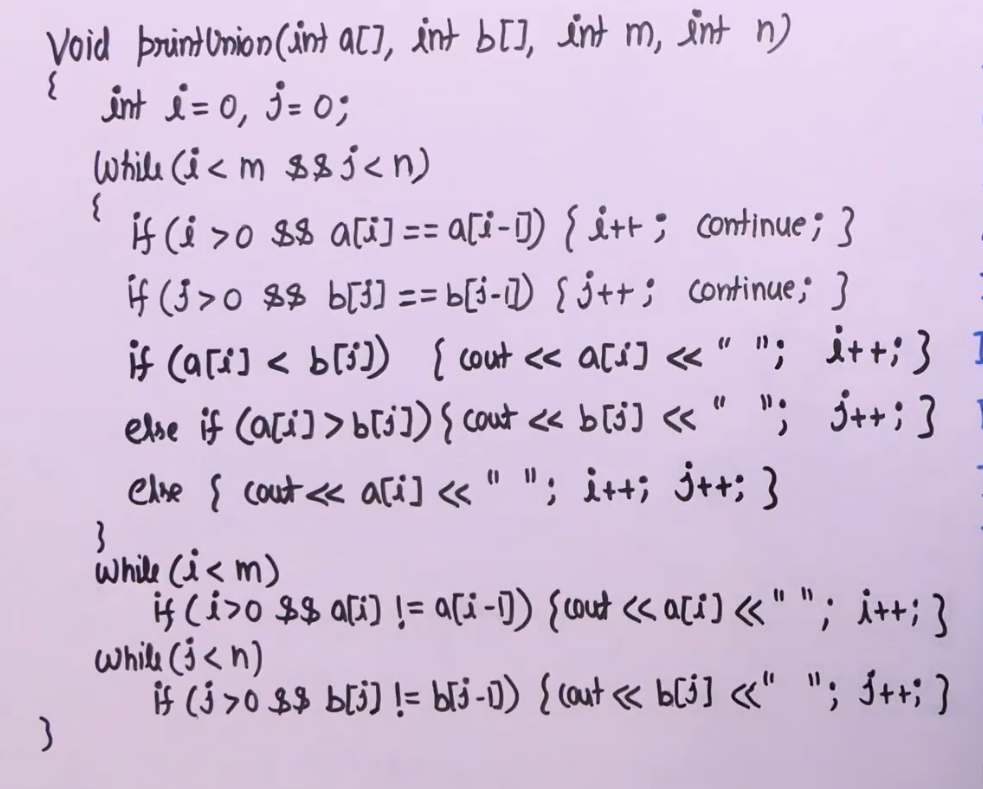 Void printUnion(int a[], int b[], int m, int n)
{
int i=0, j=0;
while (i<m &&j<n)
{
if (i >0 && a[i]==a[i-1]) { i++; continue; }
if (j>0 && b[j]==b[j-1]) {j++; continue; }
if (a[i] < b[j]) { cout << a[i] << " "; i++; }
else if (a[i]>b[j]) { cout << b[j] << " "; j++; }
else { cout << a[i] << " "; i++; j++; }
}
while (i<m)
if (i>0 && a[i] != a[i-1]) {cout << a[i] <<" "; i++; }
while (j<n)
if (j>0 && b[j] != b[j-1]) {cout << b[j] <<" "; j++; }
}